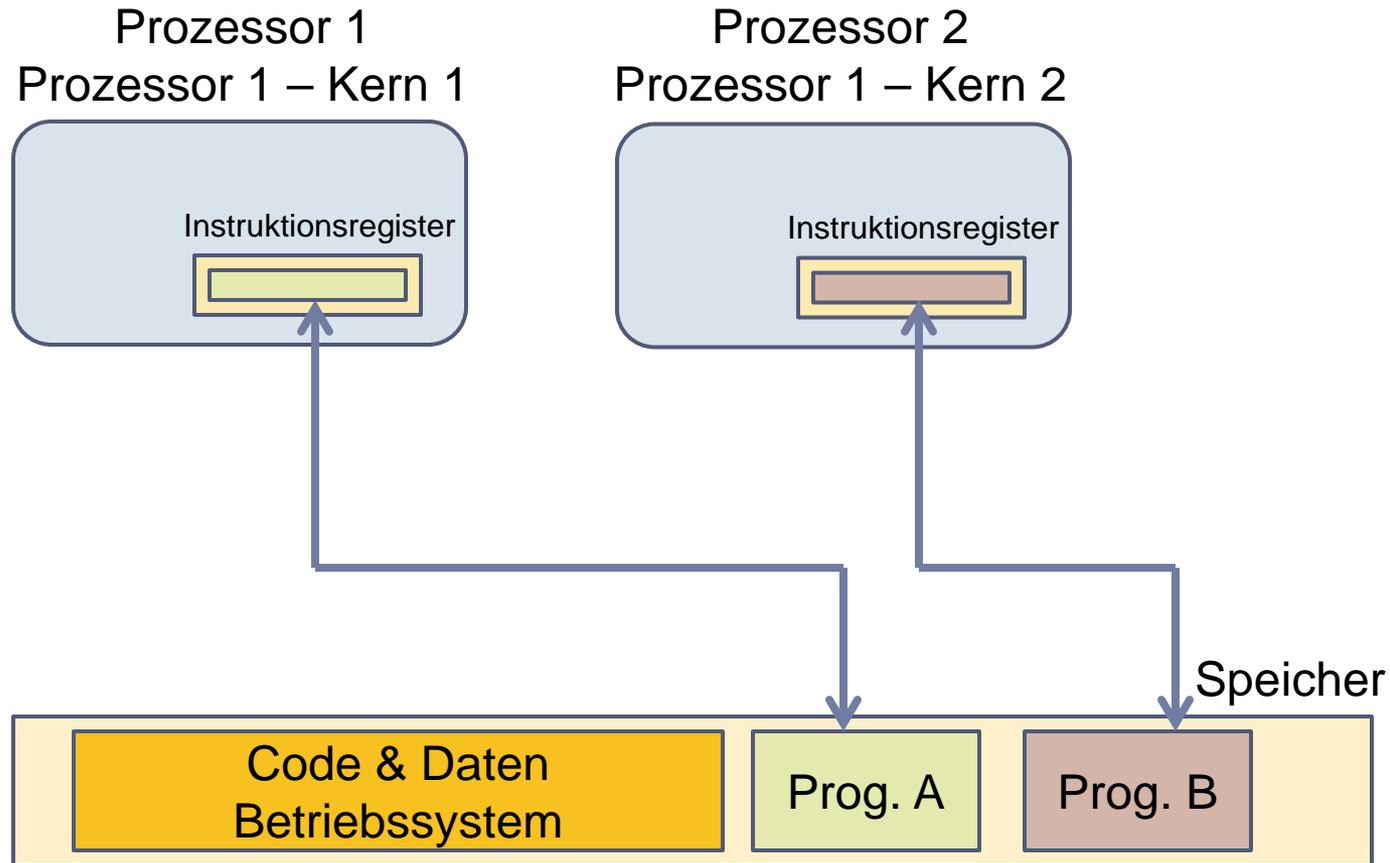 Prozessor 1
Prozessor 1 – Kern 1
Prozessor 2
Prozessor 1 – Kern 2
Instruktionsregister
Instruktionsregister
Speicher
Code & Daten
Betriebssystem
Prog. A
Prog. B